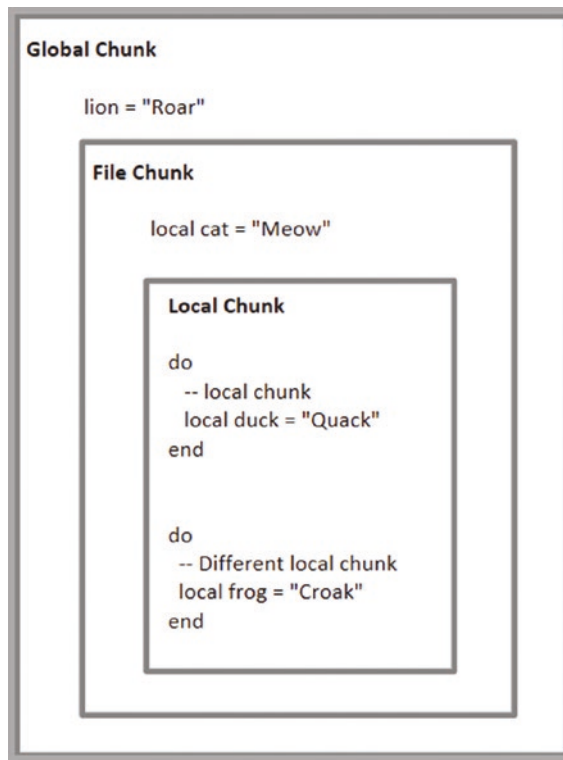 Global Chunk
lion = "Roar"
File Chunk
local cat = "Meow"
Local Chunk
do
-- local chunk
local duck = "Quack"
end
do
-- Different local chunk
local frog = "Croak"
end